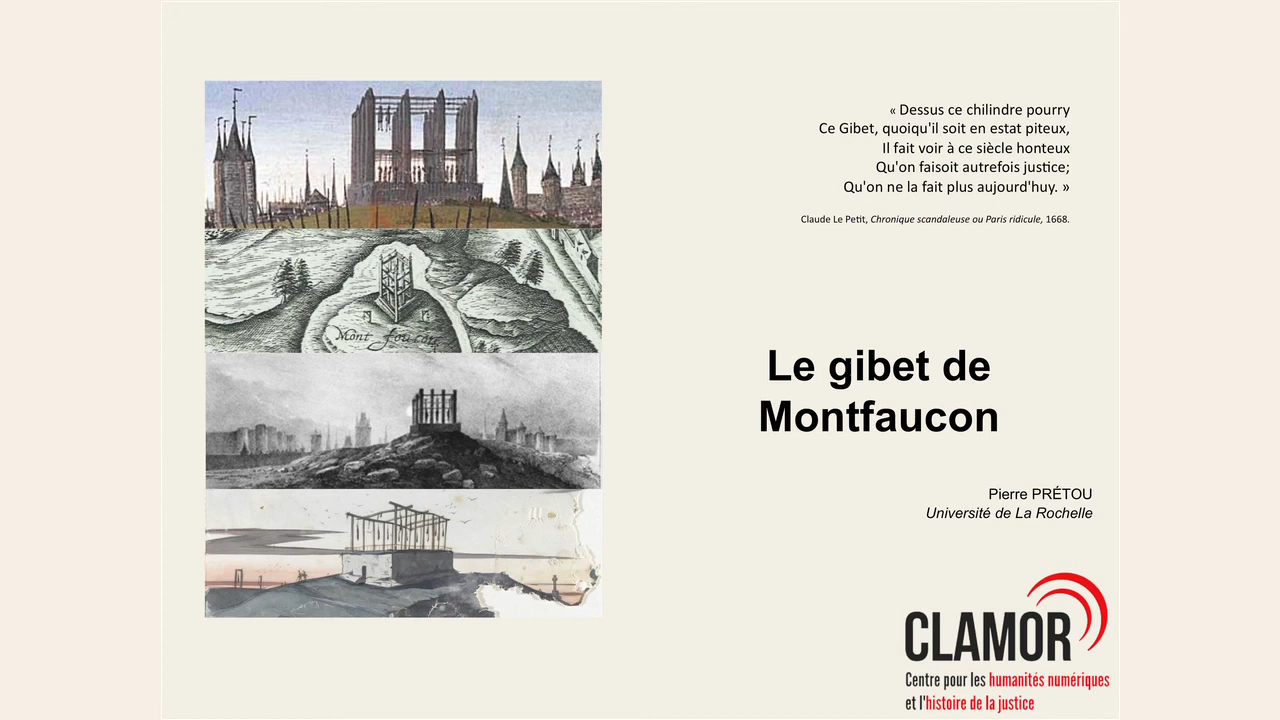 « Dessus ce chilindre pourry
Ce Gibet, quoiqu'il soit en estat piteux,
Il fait voir à ce siècle honteux
Qu'on faisoit autrefois justice;
Qu'on ne la fait plus aujourd'huy. »
Claude Le Petit, Chronique scandaleuse ou Paris ridicule, 1668.
Mont foucon
Le gibet de
Montfaucon
Pierre PRÉTOU
Université de La Rochelle
CLAMOR
Centre pour les humanités numériques
et l'histoire de la justice